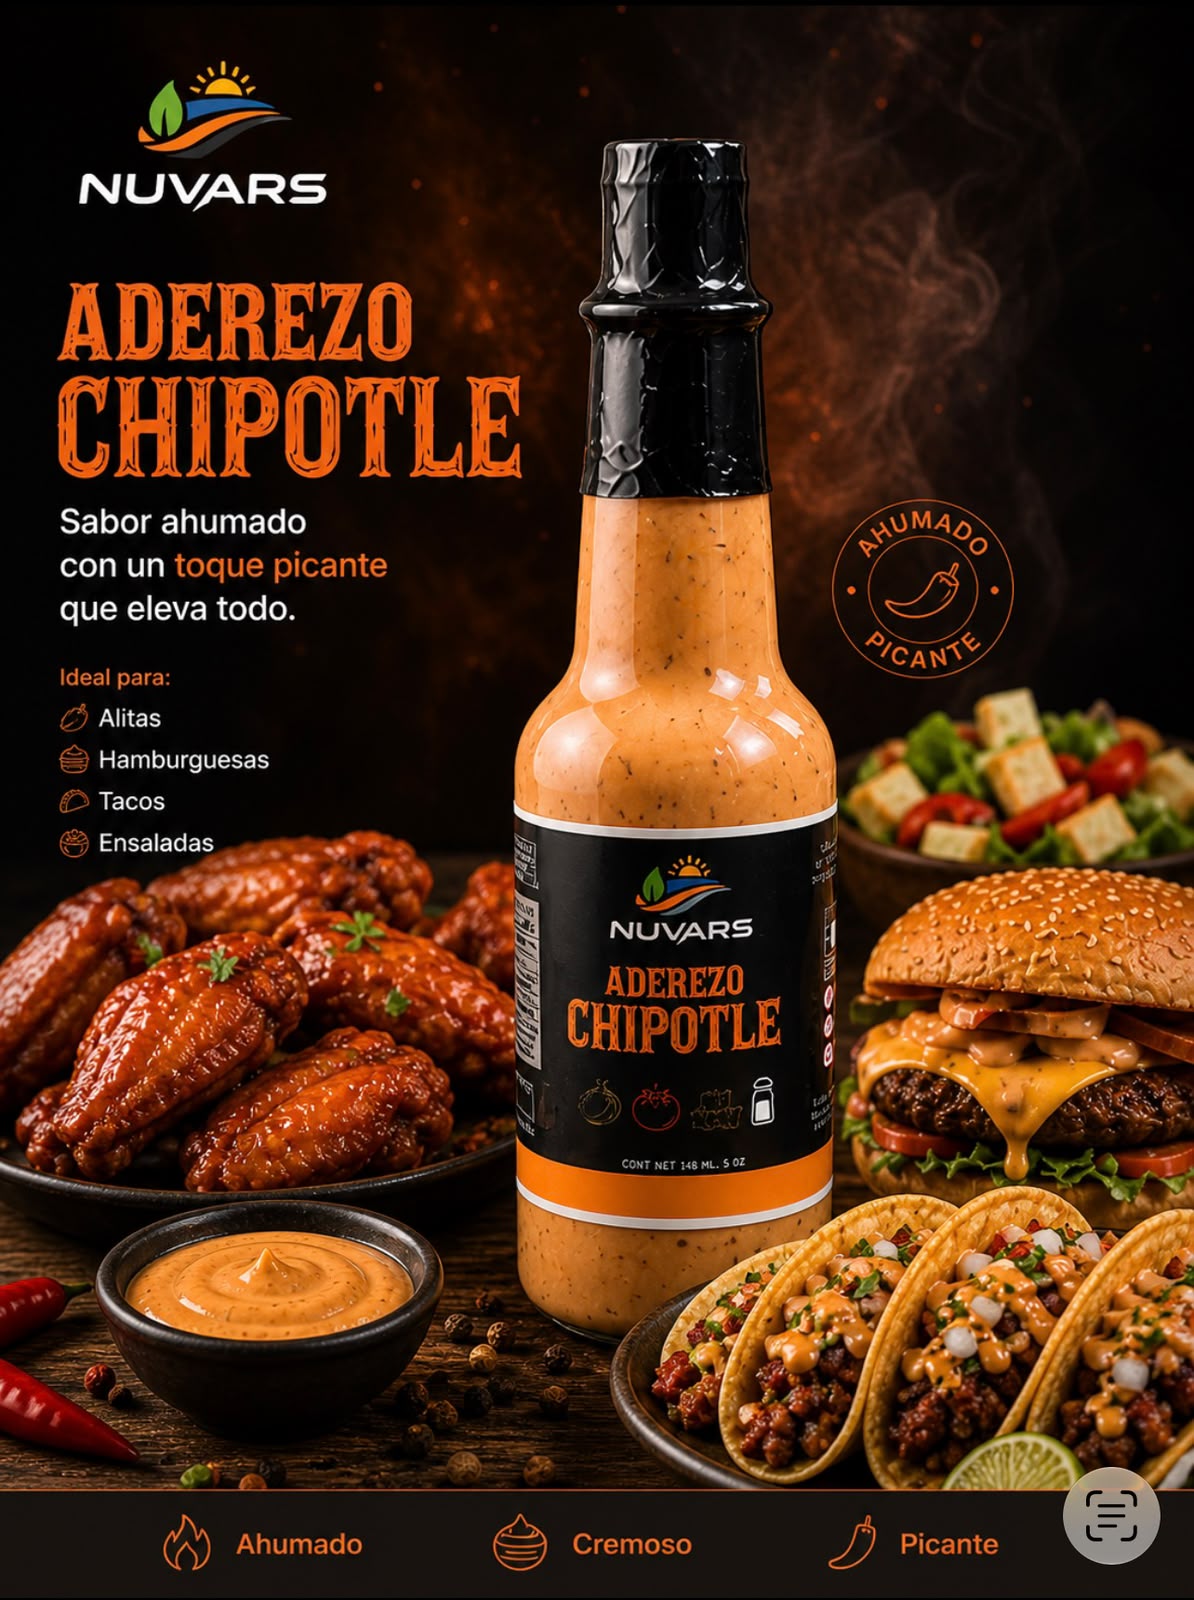 NUVARS
ADEREZO
CHIPOTLE
Sabor ahumado
con un toque picante
que eleva todo.
Ideal para:
Alitas
Hamburguesas
Tacos
Ensaladas
AHUMADO
PICANTE
NUVARS
ADEREZO
CHIPOTLE
CONT NET 148 ML. 5 OZ
Ahumado
Cremoso
Picante